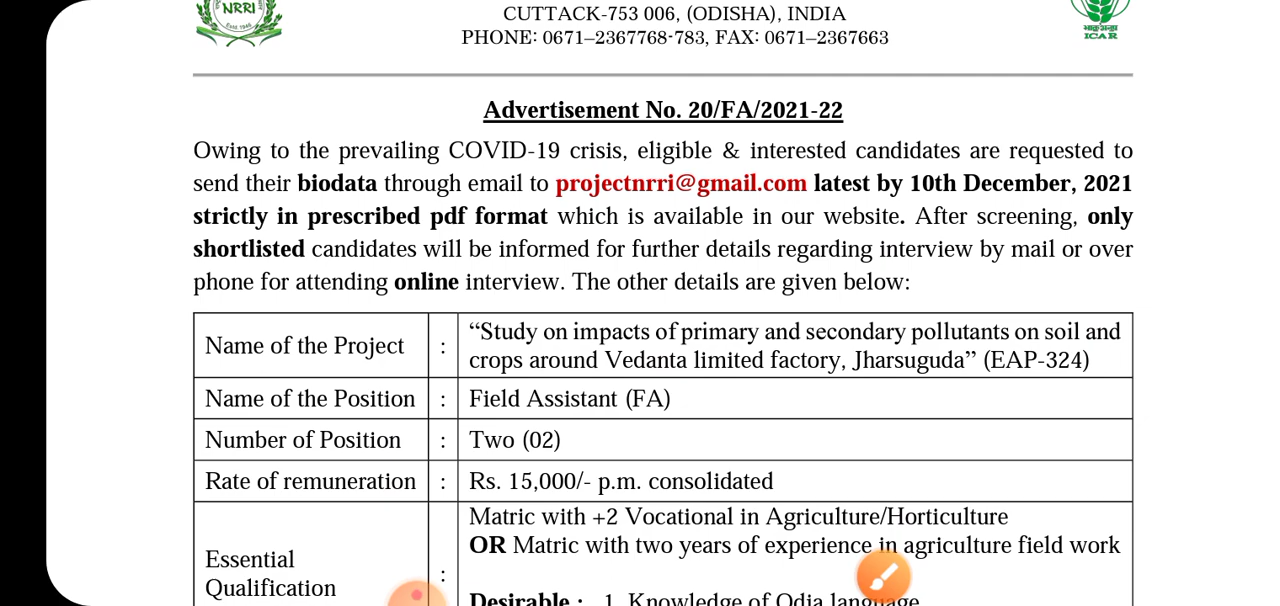 NRRI
Estd 1946
CUTTACK-753 006, (ODISHA), INDIA
PHONE: 0671–2367768-783, FAX: 0671–2367663
भाकृअनुप
ICAR
Advertisement No. 20/FA/2021-22
Owing to the prevailing COVID-19 crisis, eligible & interested candidates are requested to
send their biodata through email to projectnrri@gmail.com latest by 10th December, 2021
strictly in prescribed pdf format which is available in our website. After screening, only
shortlisted candidates will be informed for further details regarding interview by mail or over
phone for attending online interview. The other details are given below:
Name of the Project : “Study on impacts of primary and secondary pollutants on soil and
crops around Vedanta limited factory, Jharsuguda” (EAP-324)
Name of the Position : Field Assistant (FA)
Number of Position : Two (02)
Rate of remuneration : Rs. 15,000/- p.m. consolidated
Essential
Qualification :
Matric with +2 Vocational in Agriculture/Horticulture
OR Matric with two years of experience in agriculture field work
Desirable : 1. Knowledge of Odia language